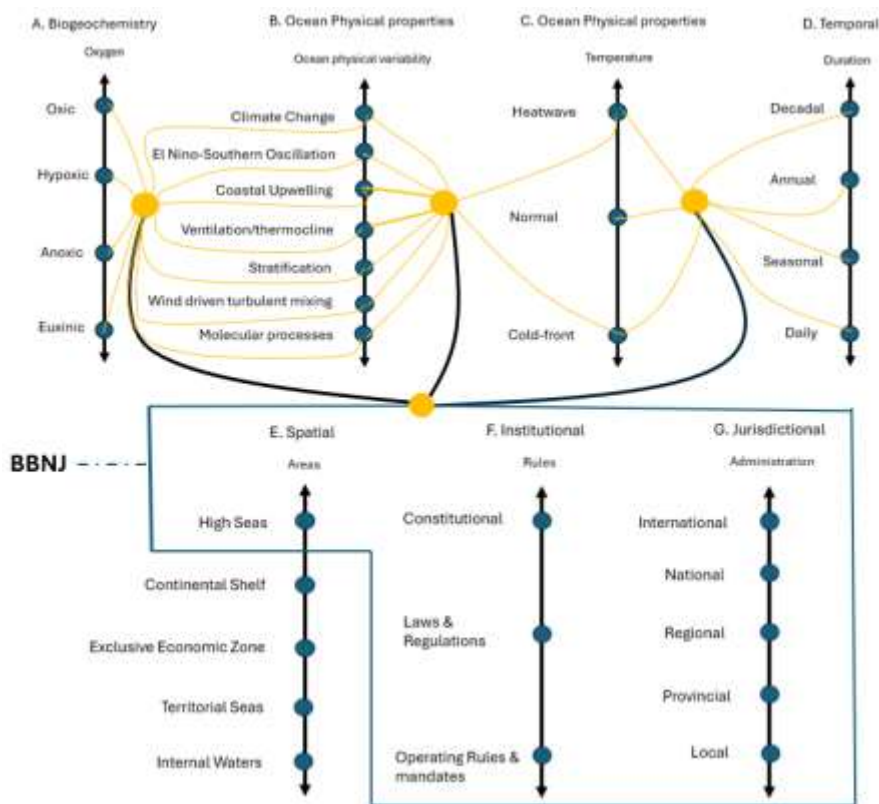 A. Biogeochemistry
Oxygen
Oxic
Hypoxic
Anoxic
Euxinic
B. Ocean Physical properties
Ocean physical variability
Climate Change
El Nino-Southern Oscillation
Coastal Upwelling
Ventilation/thermocline
Stratification
Wind driven turbulent mixing
Molecular processes
C. Ocean Physical properties
Temperature
Heatwave
Normal
Cold-front
D. Temporal
Duration
Decadal
Annual
Seasonal
Daily
BBNJ
E. Spatial
Areas
High Seas
Continental Shelf
Exclusive Economic Zone
Territorial Seas
Internal Waters
F. Institutional
Rules
Constitutional
Laws &
Regulations
Operating Rules &
mandates
G. Jurisdictional
Administration
International
National
Regional
Provincial
Local